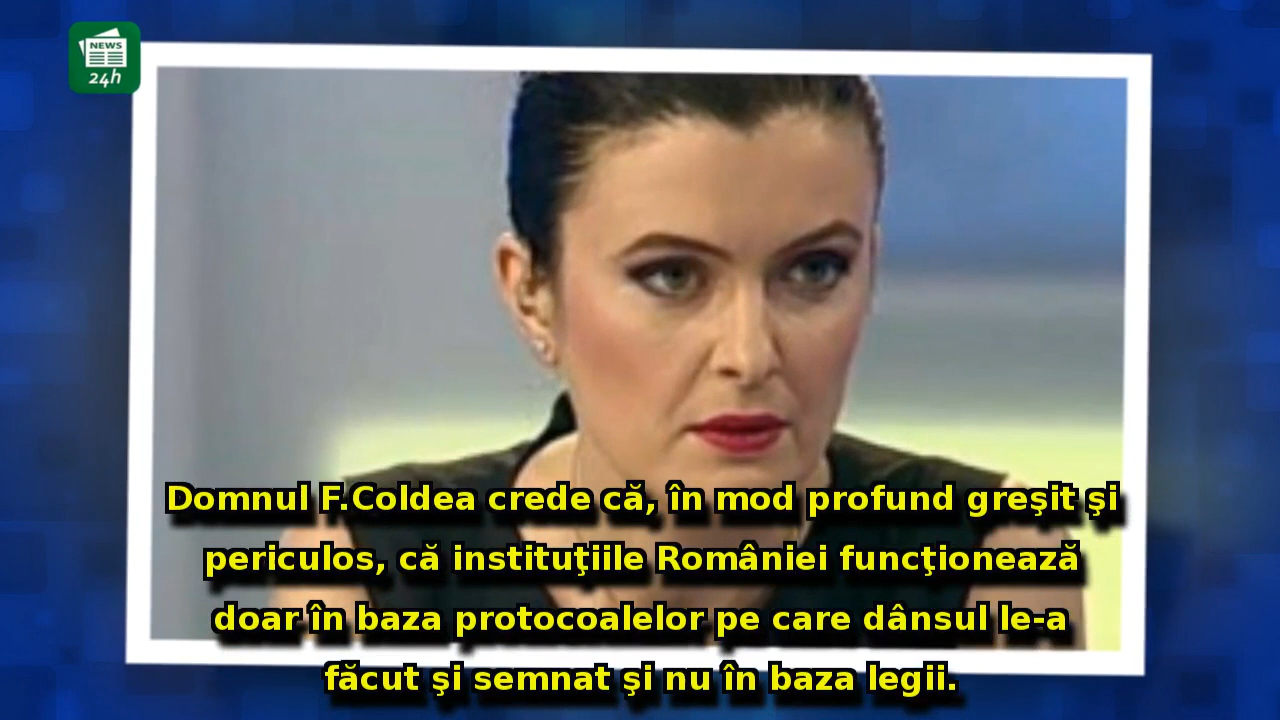 NEWS
24h
Domnul F.Coldea crede că, în mod profund greşit şi
periculos, că instituţiile României funcţionează
doar în baza protocoalelor pe care dânsul le-a
făcut şi semnat şi nu în baza legii.